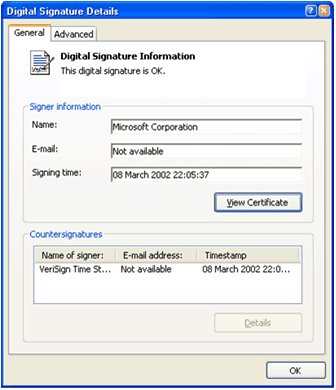 Digital Signature Details
General Advanced
Digital Signature Information
This digital signature is OK.
Signer information
Name: Microsoft Corporation
E-mail: Not available
Signing time: 08 March 2002 22:05:37
View Certificate
Countersignatures
Name of signer: E-mail address: Timestamp
VeriSign Time St... Not available 08 March 2002 22:0...
Details
OK